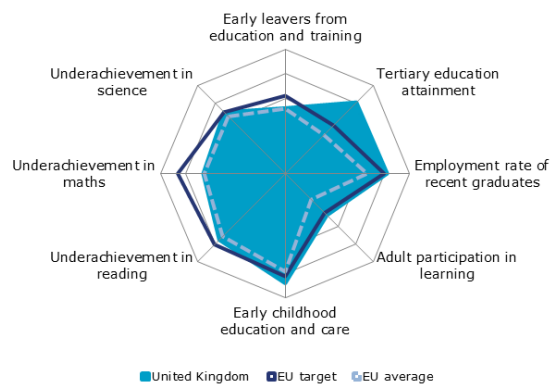 Early leavers from
education and training
Underachievement in
science
Tertiary education
attainment
Underachievement in
maths
Employment rate of
recent graduates
Underachievement in
reading
Adult participation in
learning
Early childhood
education and care
United Kingdom EU target EU average